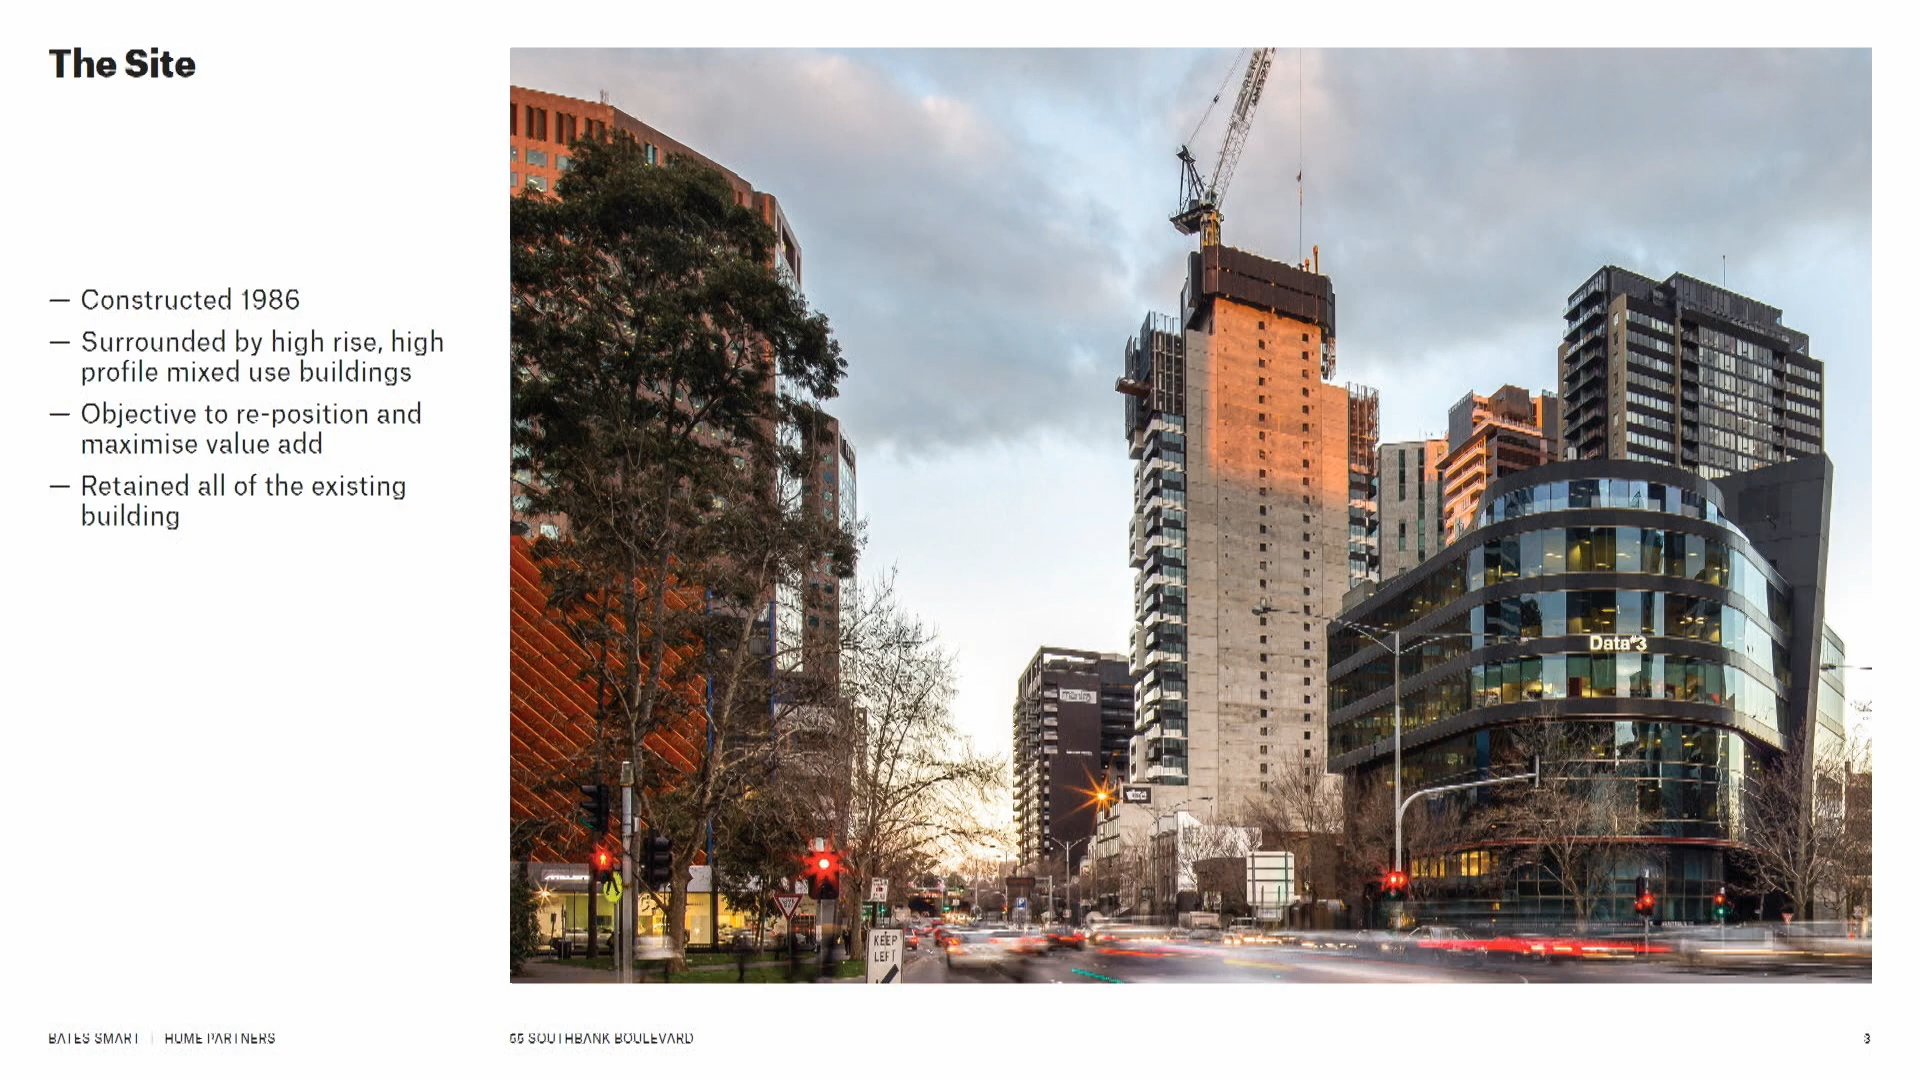 The Site
— Constructed 1986
— Surrounded by high rise, high
profile mixed use buildings
— Objective to re-position and
maximise value add
— Retained all of the existing
building
Data#3
KEEP
LEFT
BATES SMART | HUME PARTNERS
55 SOUTHBANK BOULEVARD
3